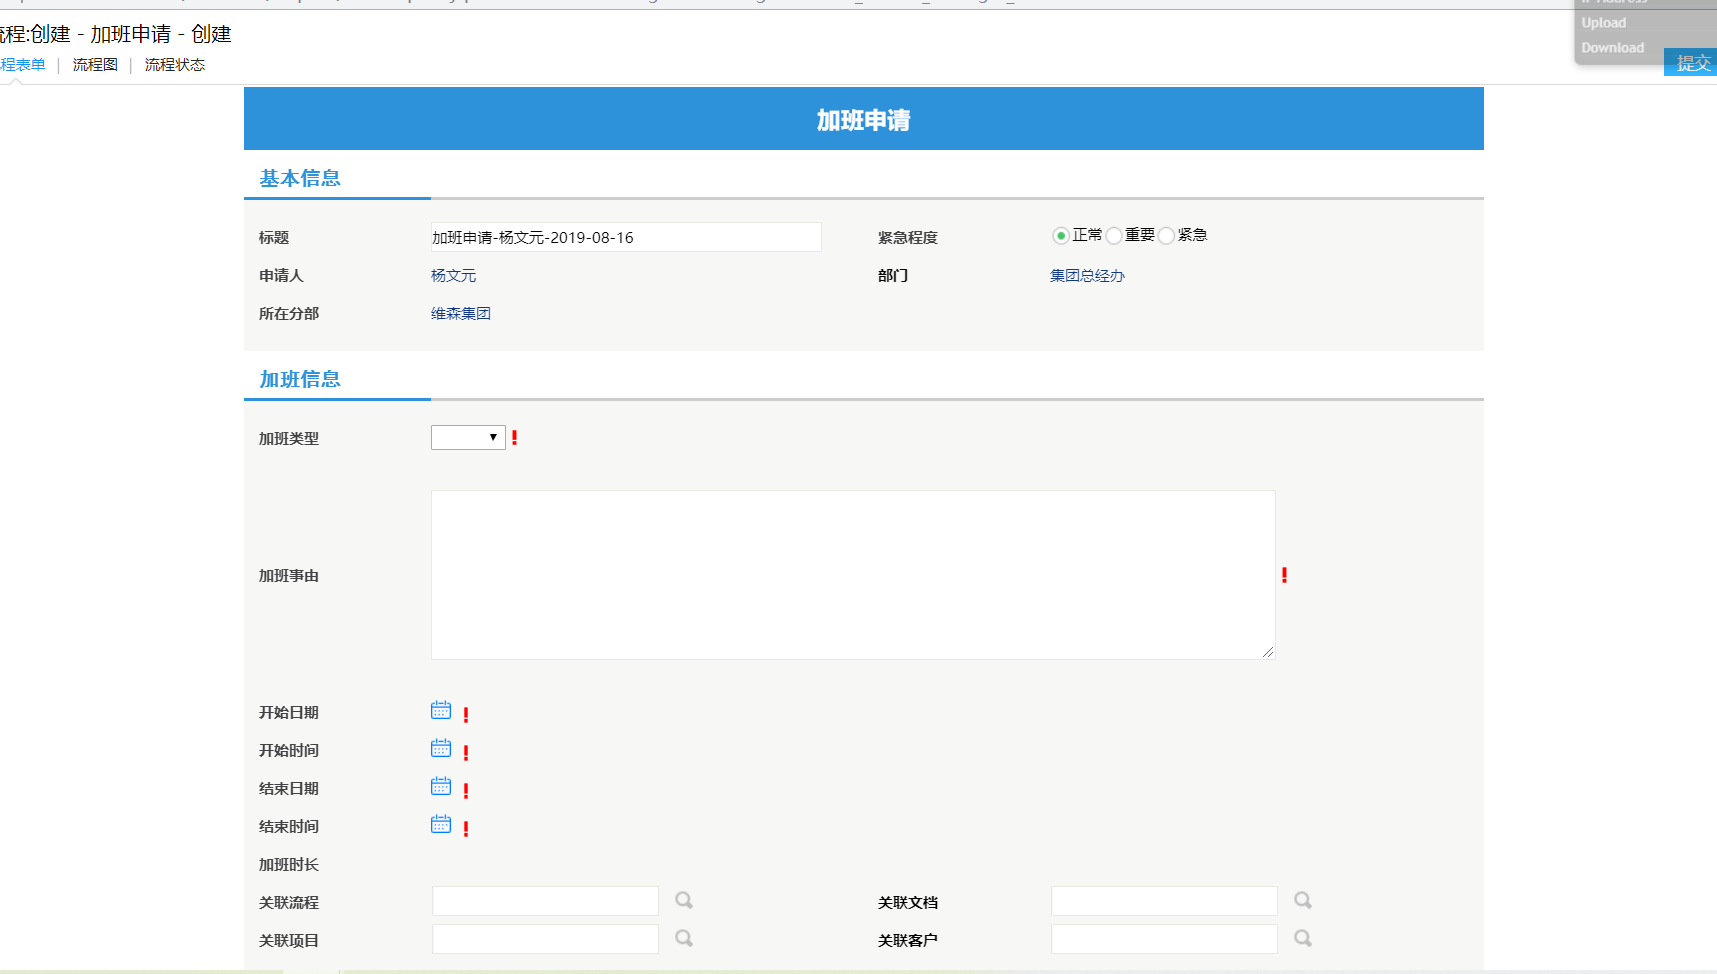 程:创建 - 加班申请 - 创建
Upload
Download
程表单 | 流程图 | 流程状态
提交
加班申请
基本信息
标题 加班申请-杨文元-2019-08-16 紧急程度 正常 重要 紧急
申请人 杨文元 部门 集团总经办
所在分部 维森集团
加班信息
加班类型 !
加班事由 !
开始日期 !
开始时间 !
结束日期 !
结束时间 !
加班时长
关联流程 关联文档
关联项目 关联客户